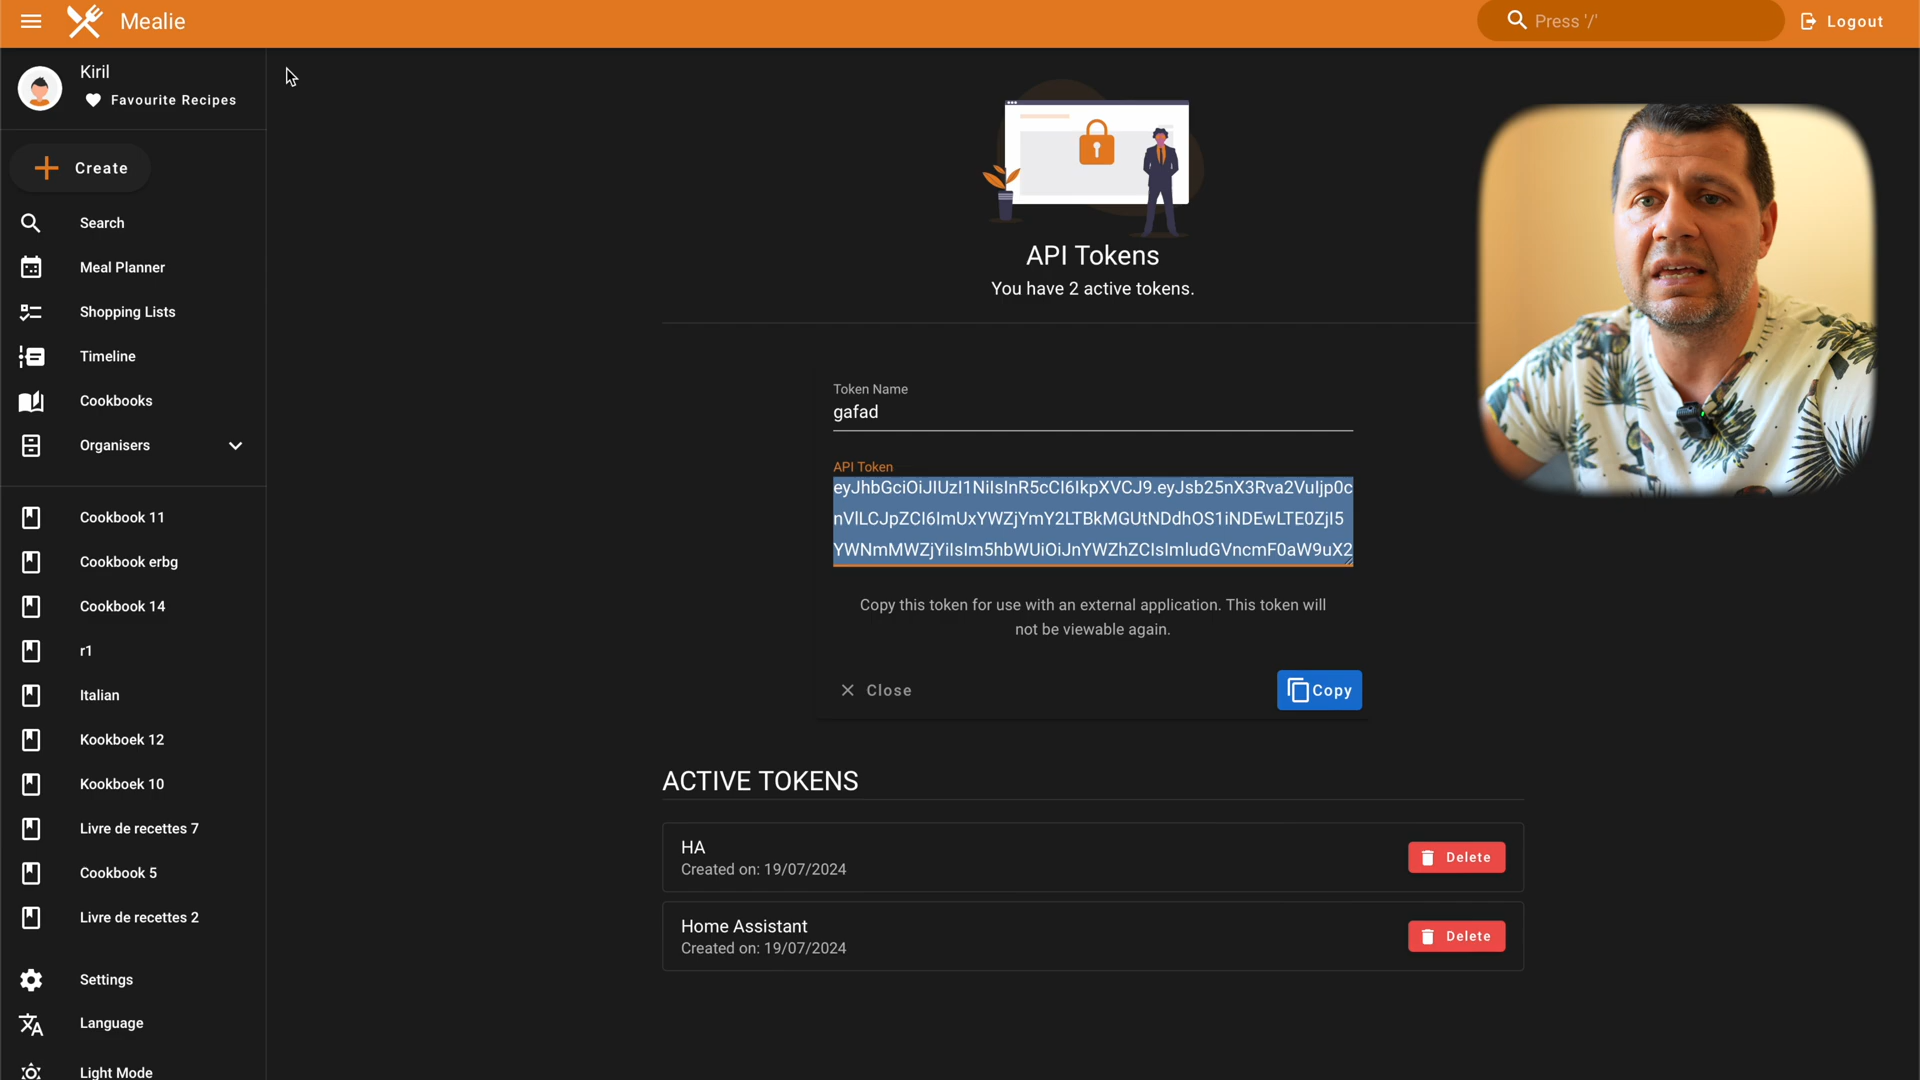 Mealie
Press '/'
Logout
Kiril
Favourite Recipes
Create
Search
Meal Planner
Shopping Lists
Timeline
Cookbooks
Organisers
Cookbook 11
Cookbook erbg
Cookbook 14
r1
Italian
Kookboek 12
Kookboek 10
Livre de recettes 7
Cookbook 5
Livre de recettes 2
Settings
Language
Light Mode
API Tokens
You have 2 active tokens.
Token Name
gafad
API Token
eyJhbGciOiJIUzI1NiIsInR5cCI6IkpXVCJ9.eyJsb25nX3Rva2VuIjp0c
nVlLCJpZCI6ImUxYWZjYmY2LTBkMGUtNDdhOS1iNDEwLTE0ZjI5
YWNmMWZjYiIsIm5hbWUiOiJnYWZhZCIsImludGVncmF0aW9uX2
Copy this token for use with an external application. This token will
not be viewable again.
Close
Copy
ACTIVE TOKENS
HA
Created on: 19/07/2024
Delete
Home Assistant
Created on: 19/07/2024
Delete